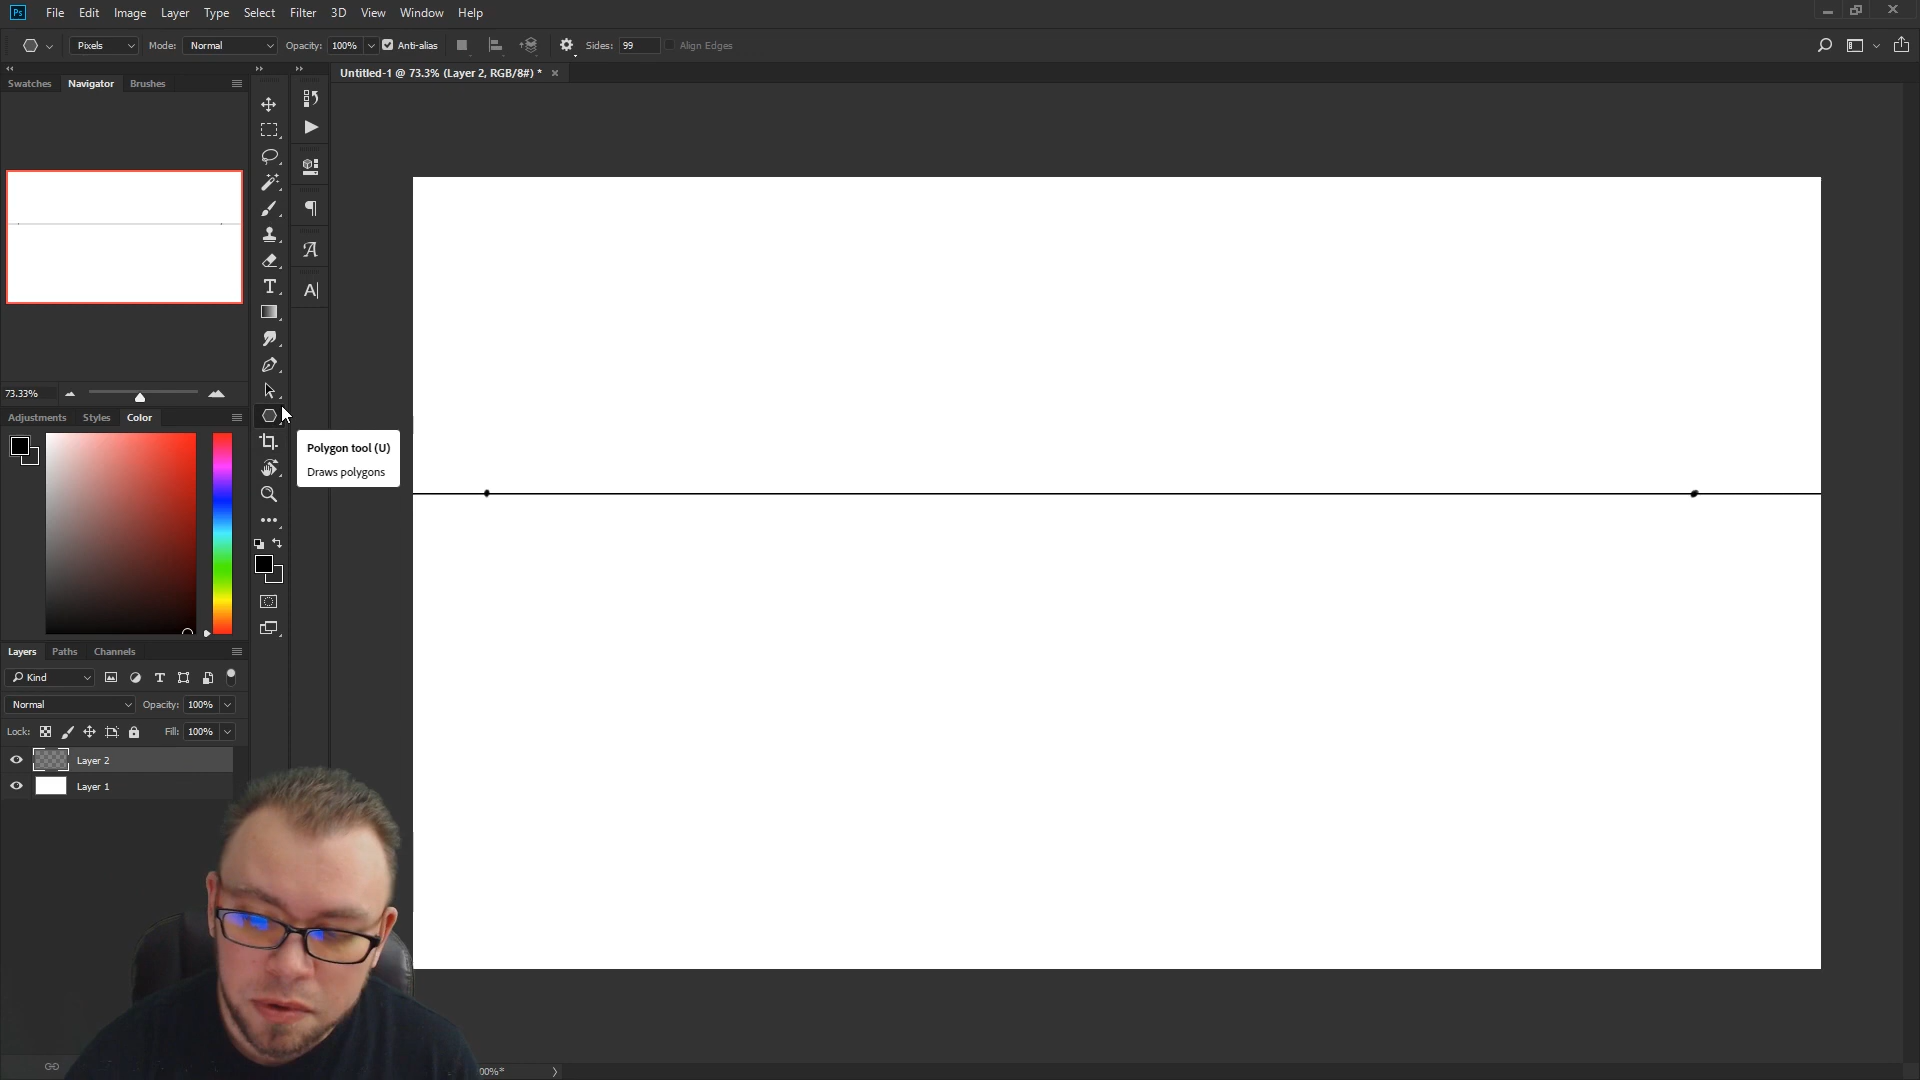 Ps File Edit Image Layer Type Select Filter 3D View Window Help
Pixels Mode: Normal Opacity: 100% Anti-alias Sides: 99 Align Edges
Untitled-1 @ 73.3% (Layer 2, RGB/8#) *
Swatches Navigator Brushes
73.33%
Adjustments Styles Color
Polygon tool (U)
Draws polygons
Layers Paths Channels
Kind
Normal Opacity: 100%
Lock: Fill: 100%
Layer 2
Layer 1
00%*